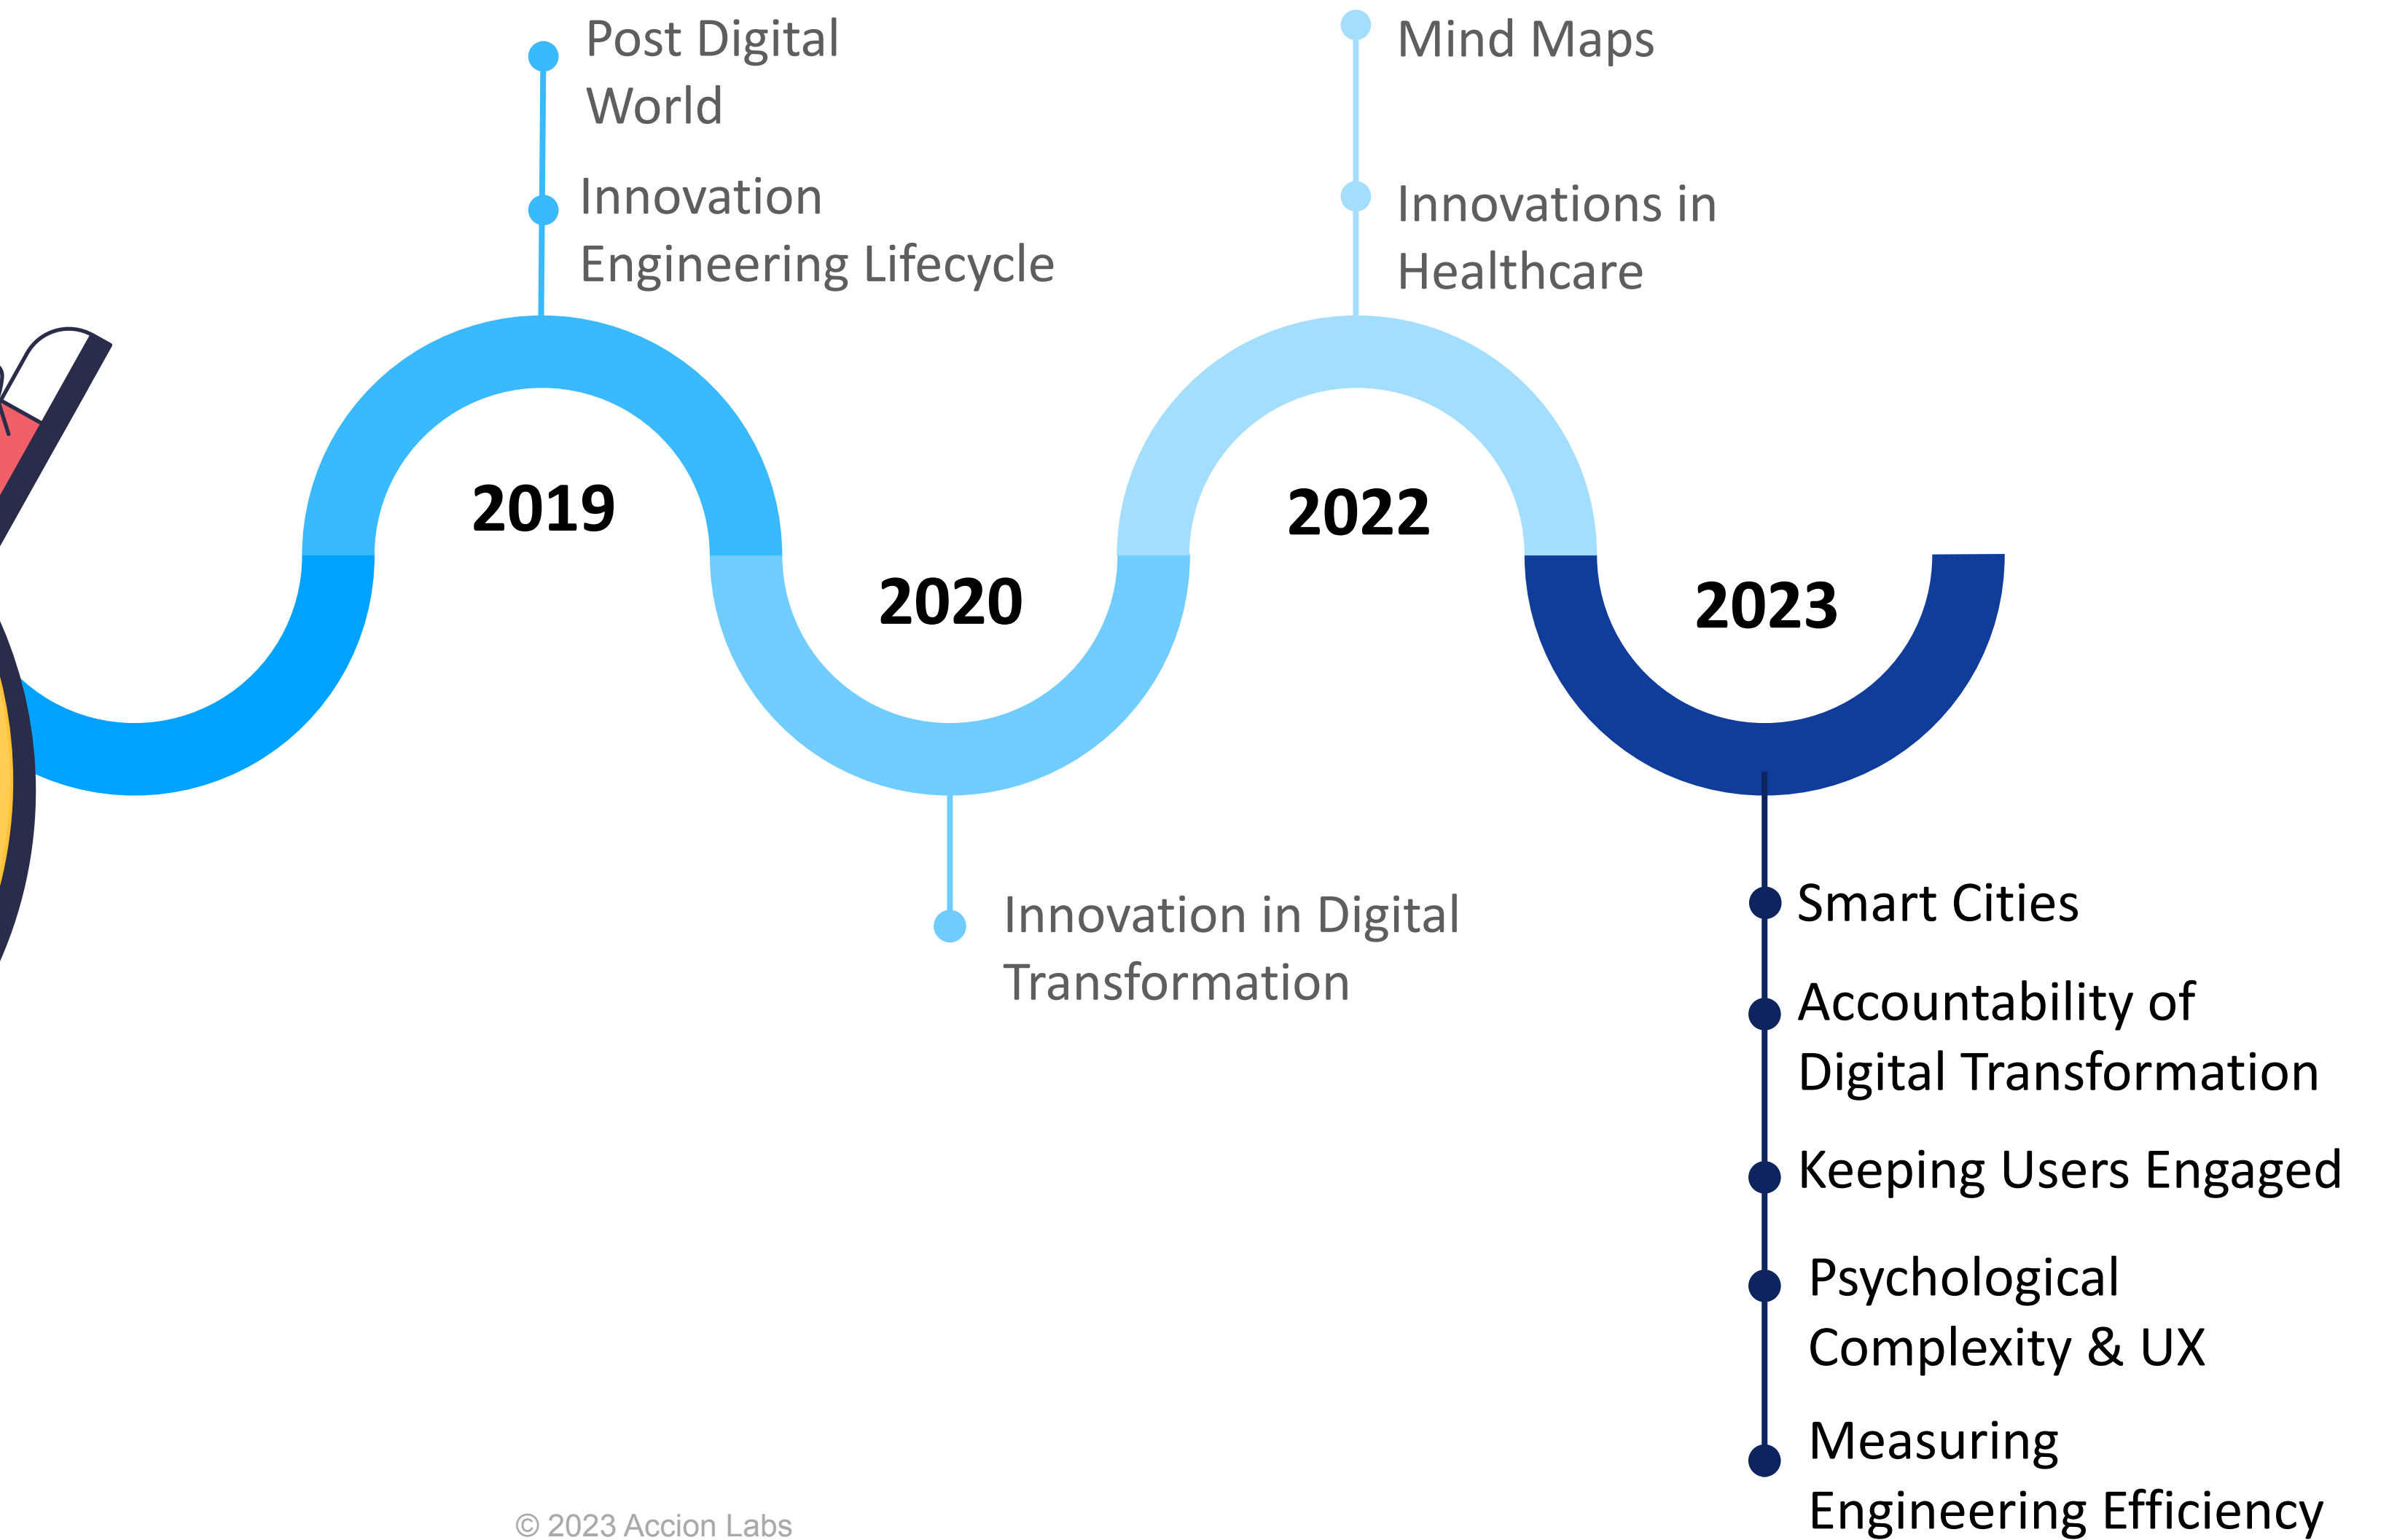 Post Digital
World
Innovation
Engineering Lifecycle
2019
2020
Innovation in Digital
Transformation
Mind Maps
Innovations in
Healthcare
2022
2023
Smart Cities
Accountability of
Digital Transformation
Keeping Users Engaged
Psychological
Complexity & UX
Measuring
Engineering Efficiency
© 2023 Accion Labs